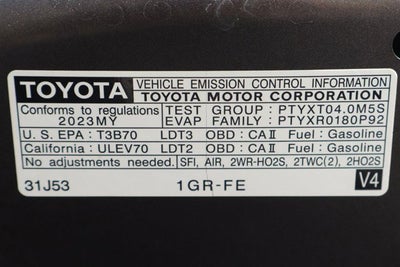 TOYOTA VEHICLE EMISSION CONTROL INFORMATION
TOYOTA MOTOR CORPORATION
Conforms to regulations TEST GROUP : PTYXT04.0M5S
2023MY EVAP FAMILY : PTYXR0180P92
U. S. EPA : T3B70 LDT3 OBD : CAⅡ Fuel : Gasoline
California : ULEV70 LDT2 OBD : CAⅡ Fuel : Gasoline
No adjustments needed. SFI, AIR, 2WR-HO2S, 2TWC(2), 2HO2S
31J53 1GR-FE V4